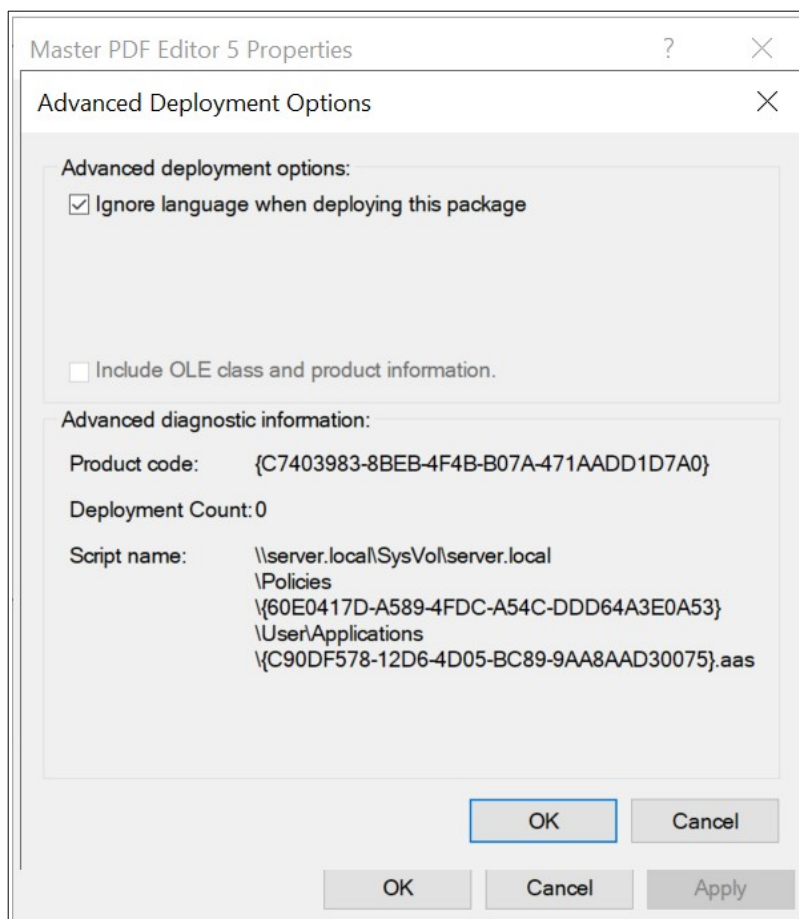 Master PDF Editor 5 Properties ?
Advanced Deployment Options
Advanced deployment options:
Ignore language when deploying this package
Include OLE class and product information.
Advanced diagnostic information:
Product code: {C7403983-8BEB-4F4B-B07A-471AADD1D7A0}
Deployment Count: 0
Script name: \\server.local\SysVol\server.local
\Policies
\{60E0417D-A589-4FDC-A54C-DDD64A3E0A53}
\User\Applications
\{C90DF578-12D6-4D05-BC89-9AA8AAD30075}.aas
OK Cancel
OK Cancel Apply